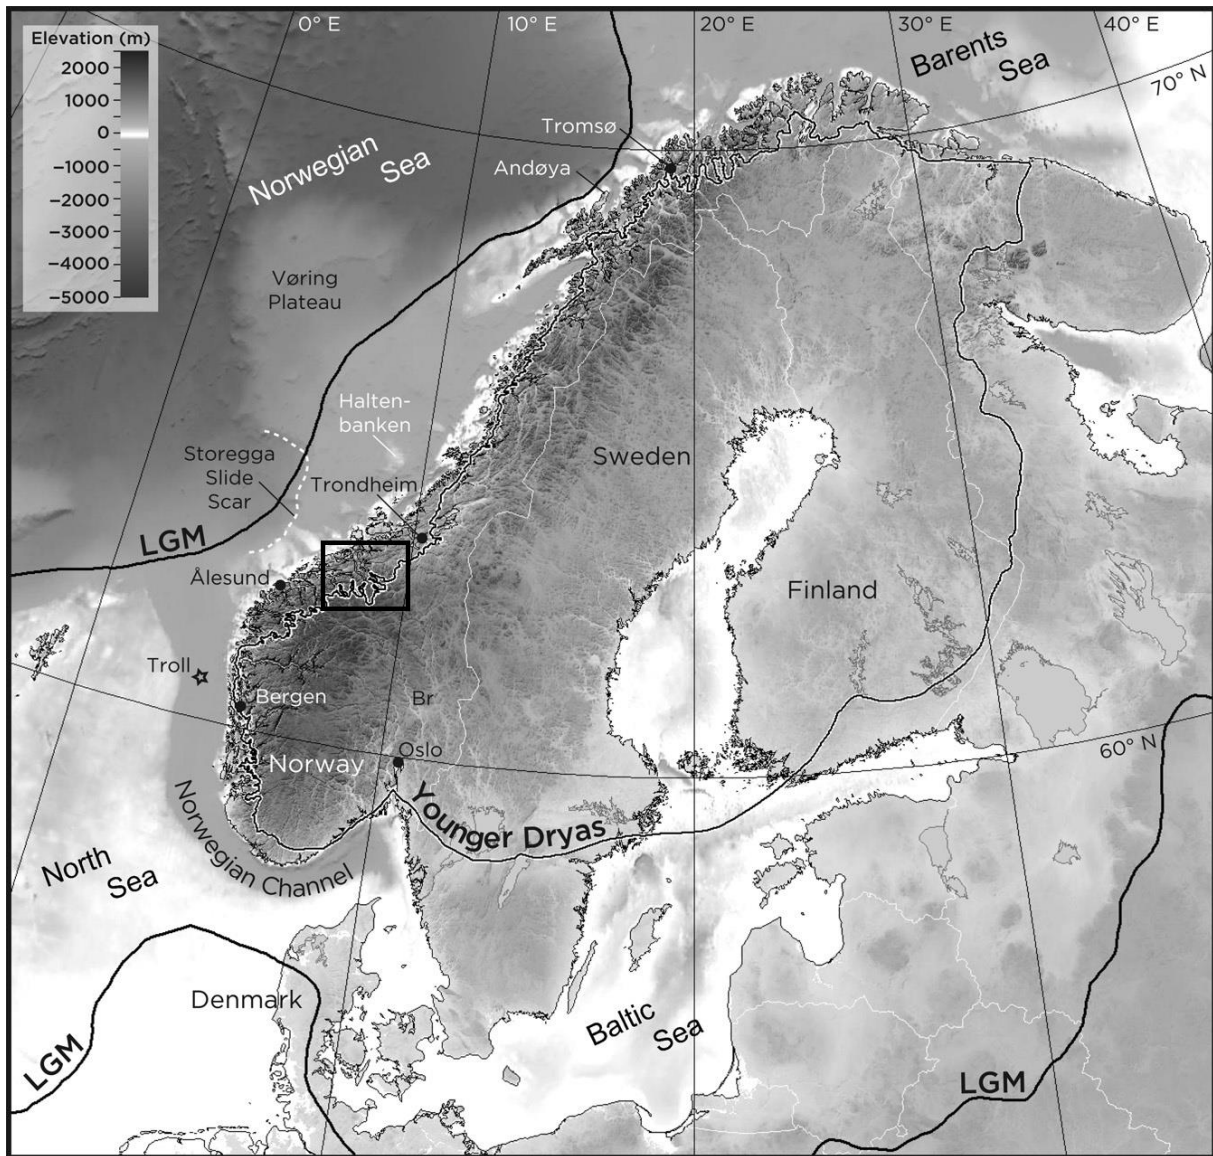 0° E
10° E
20° E
30° E
40° E
Elevation (m)
2000
1000
0
−1000
−2000
−3000
−4000
−5000
Barents
Sea
70° N
Tromsø
Andøya
Norwegian
Sea
Vøring
Plateau
Halten-
banken
Storegga
Slide
Scar
Trondheim
Sweden
LGM
Ålesund
Finland
Troll
Bergen
Br
Oslo
Norway
60° N
Younger Dryas
Norwegian Channel
North
Sea
Denmark
Baltic
Sea
LGM
LGM